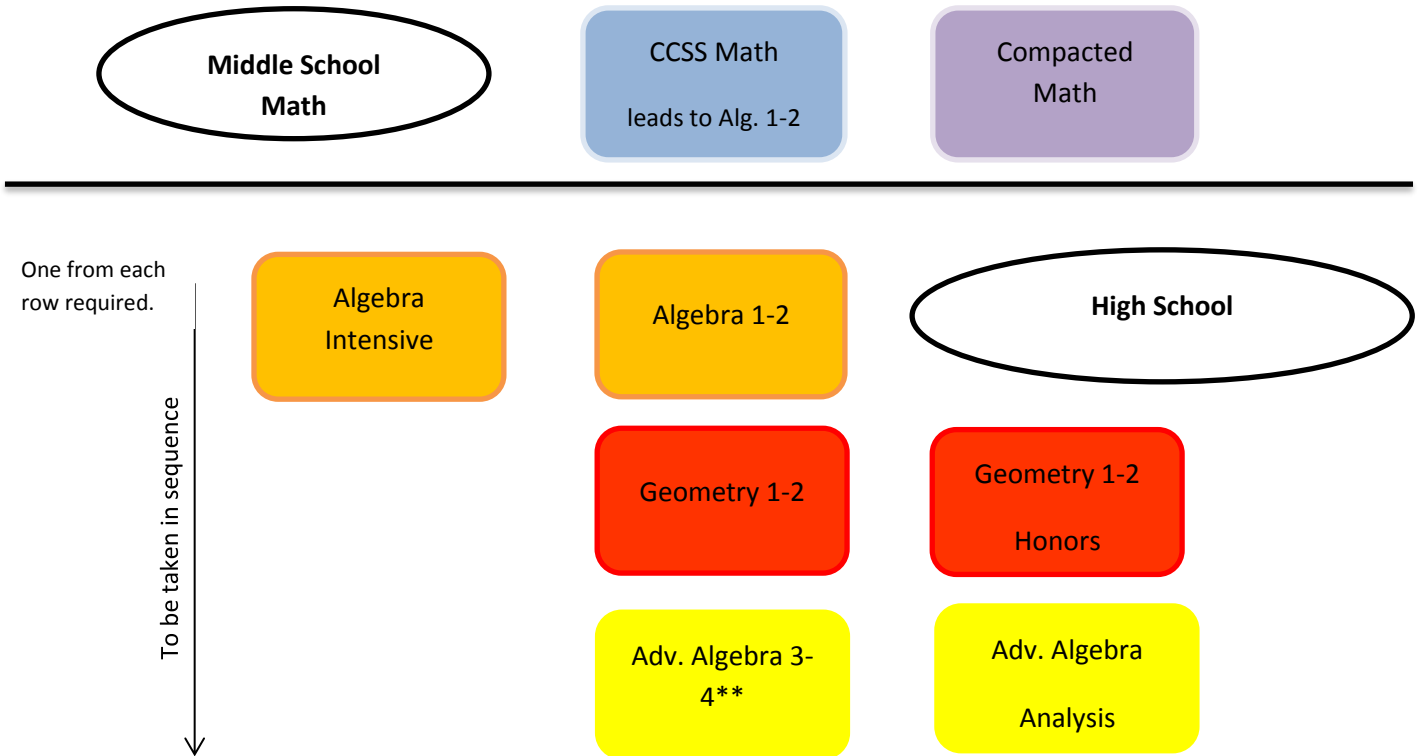 Middle School
Math
CCSS Math
leads to Alg. 1-2
Compacted
Math
One from each
row required.
To be taken in sequence
Algebra
Intensive
Algebra 1-2
High School
Geometry 1-2
Geometry 1-2
Honors
Adv. Algebra 3-
4**
Adv. Algebra
Analysis